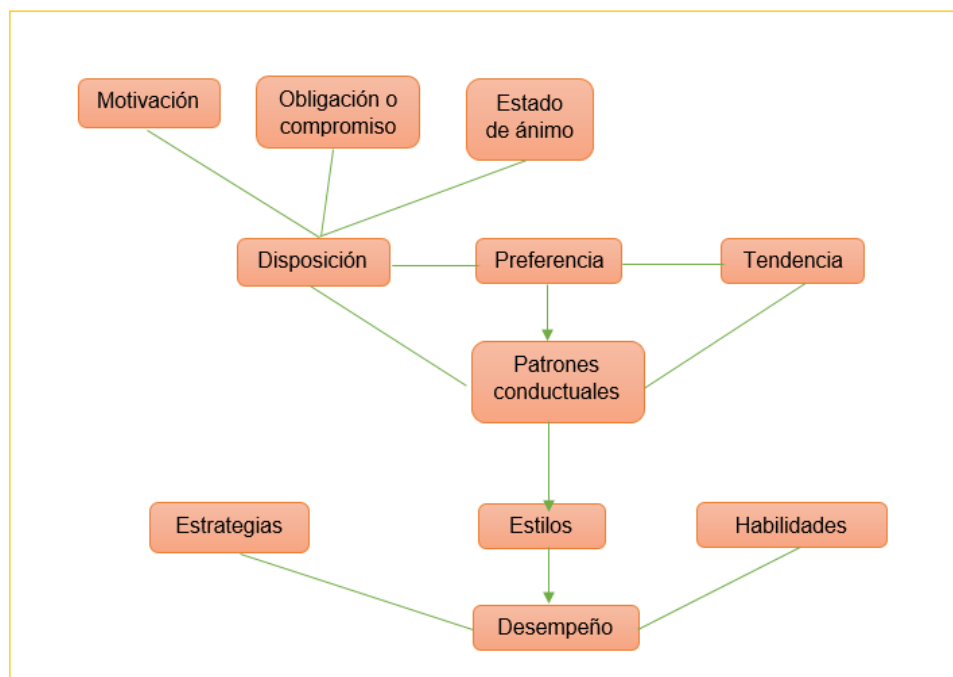 Motivación
Obligación o
compromiso
Estado
de ánimo
Disposición
Preferencia
Tendencia
Patrones
conductuales
Estrategias
Estilos
Habilidades
Desempeño